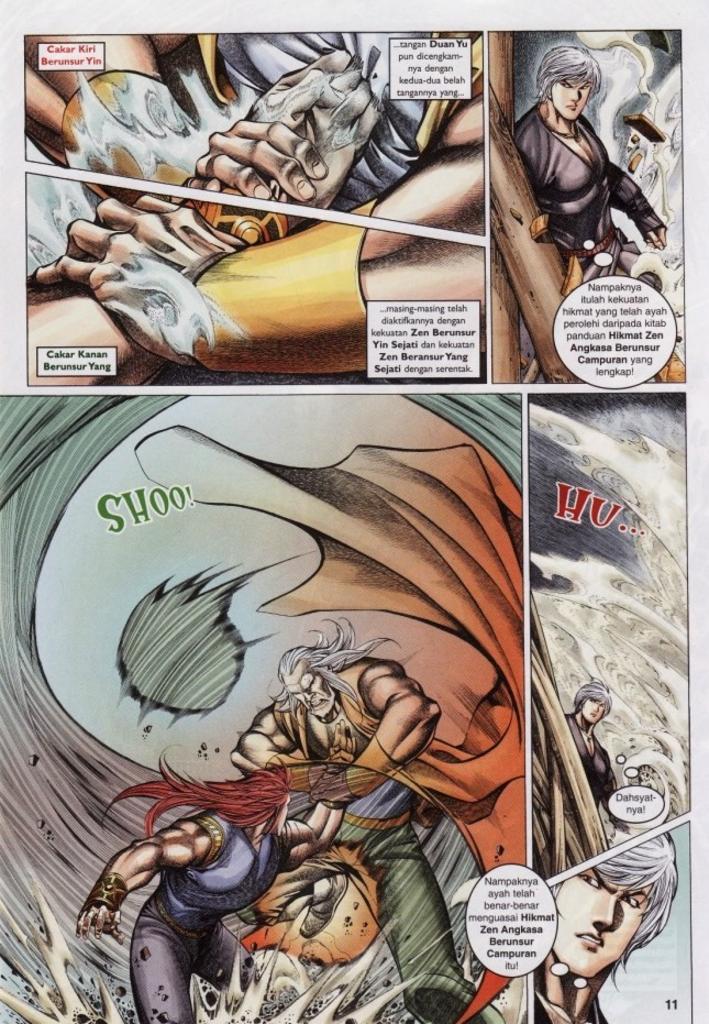 Cakar Kiri
Berunsur Yin
...tangan Duan Yu
pun dicengkam-
nya dengan
kedua-dua belah
tangannya yang...
Cakar Kanan
Berunsur Yang
...masing-masing telah
diaktifkannya dengan
kekuatan Zen Berunsur
Yin Sejati dan kekuatan
Zen Beransur Yang
Sejati dengan serentak.
Nampaknya
itulah kekuatan
hikmat yang telah ayah
perolehi daripada kitab
panduan Hikmat Zen
Angkasa Berunsur
Campuran yang
lengkap!
SHOO!
HU...
Dahsyat-
nya!
Nampaknya
ayah telah
benar-benar
menguasai Hikmat
Zen Angkasa
Berunsur
Campuran
itu!
11